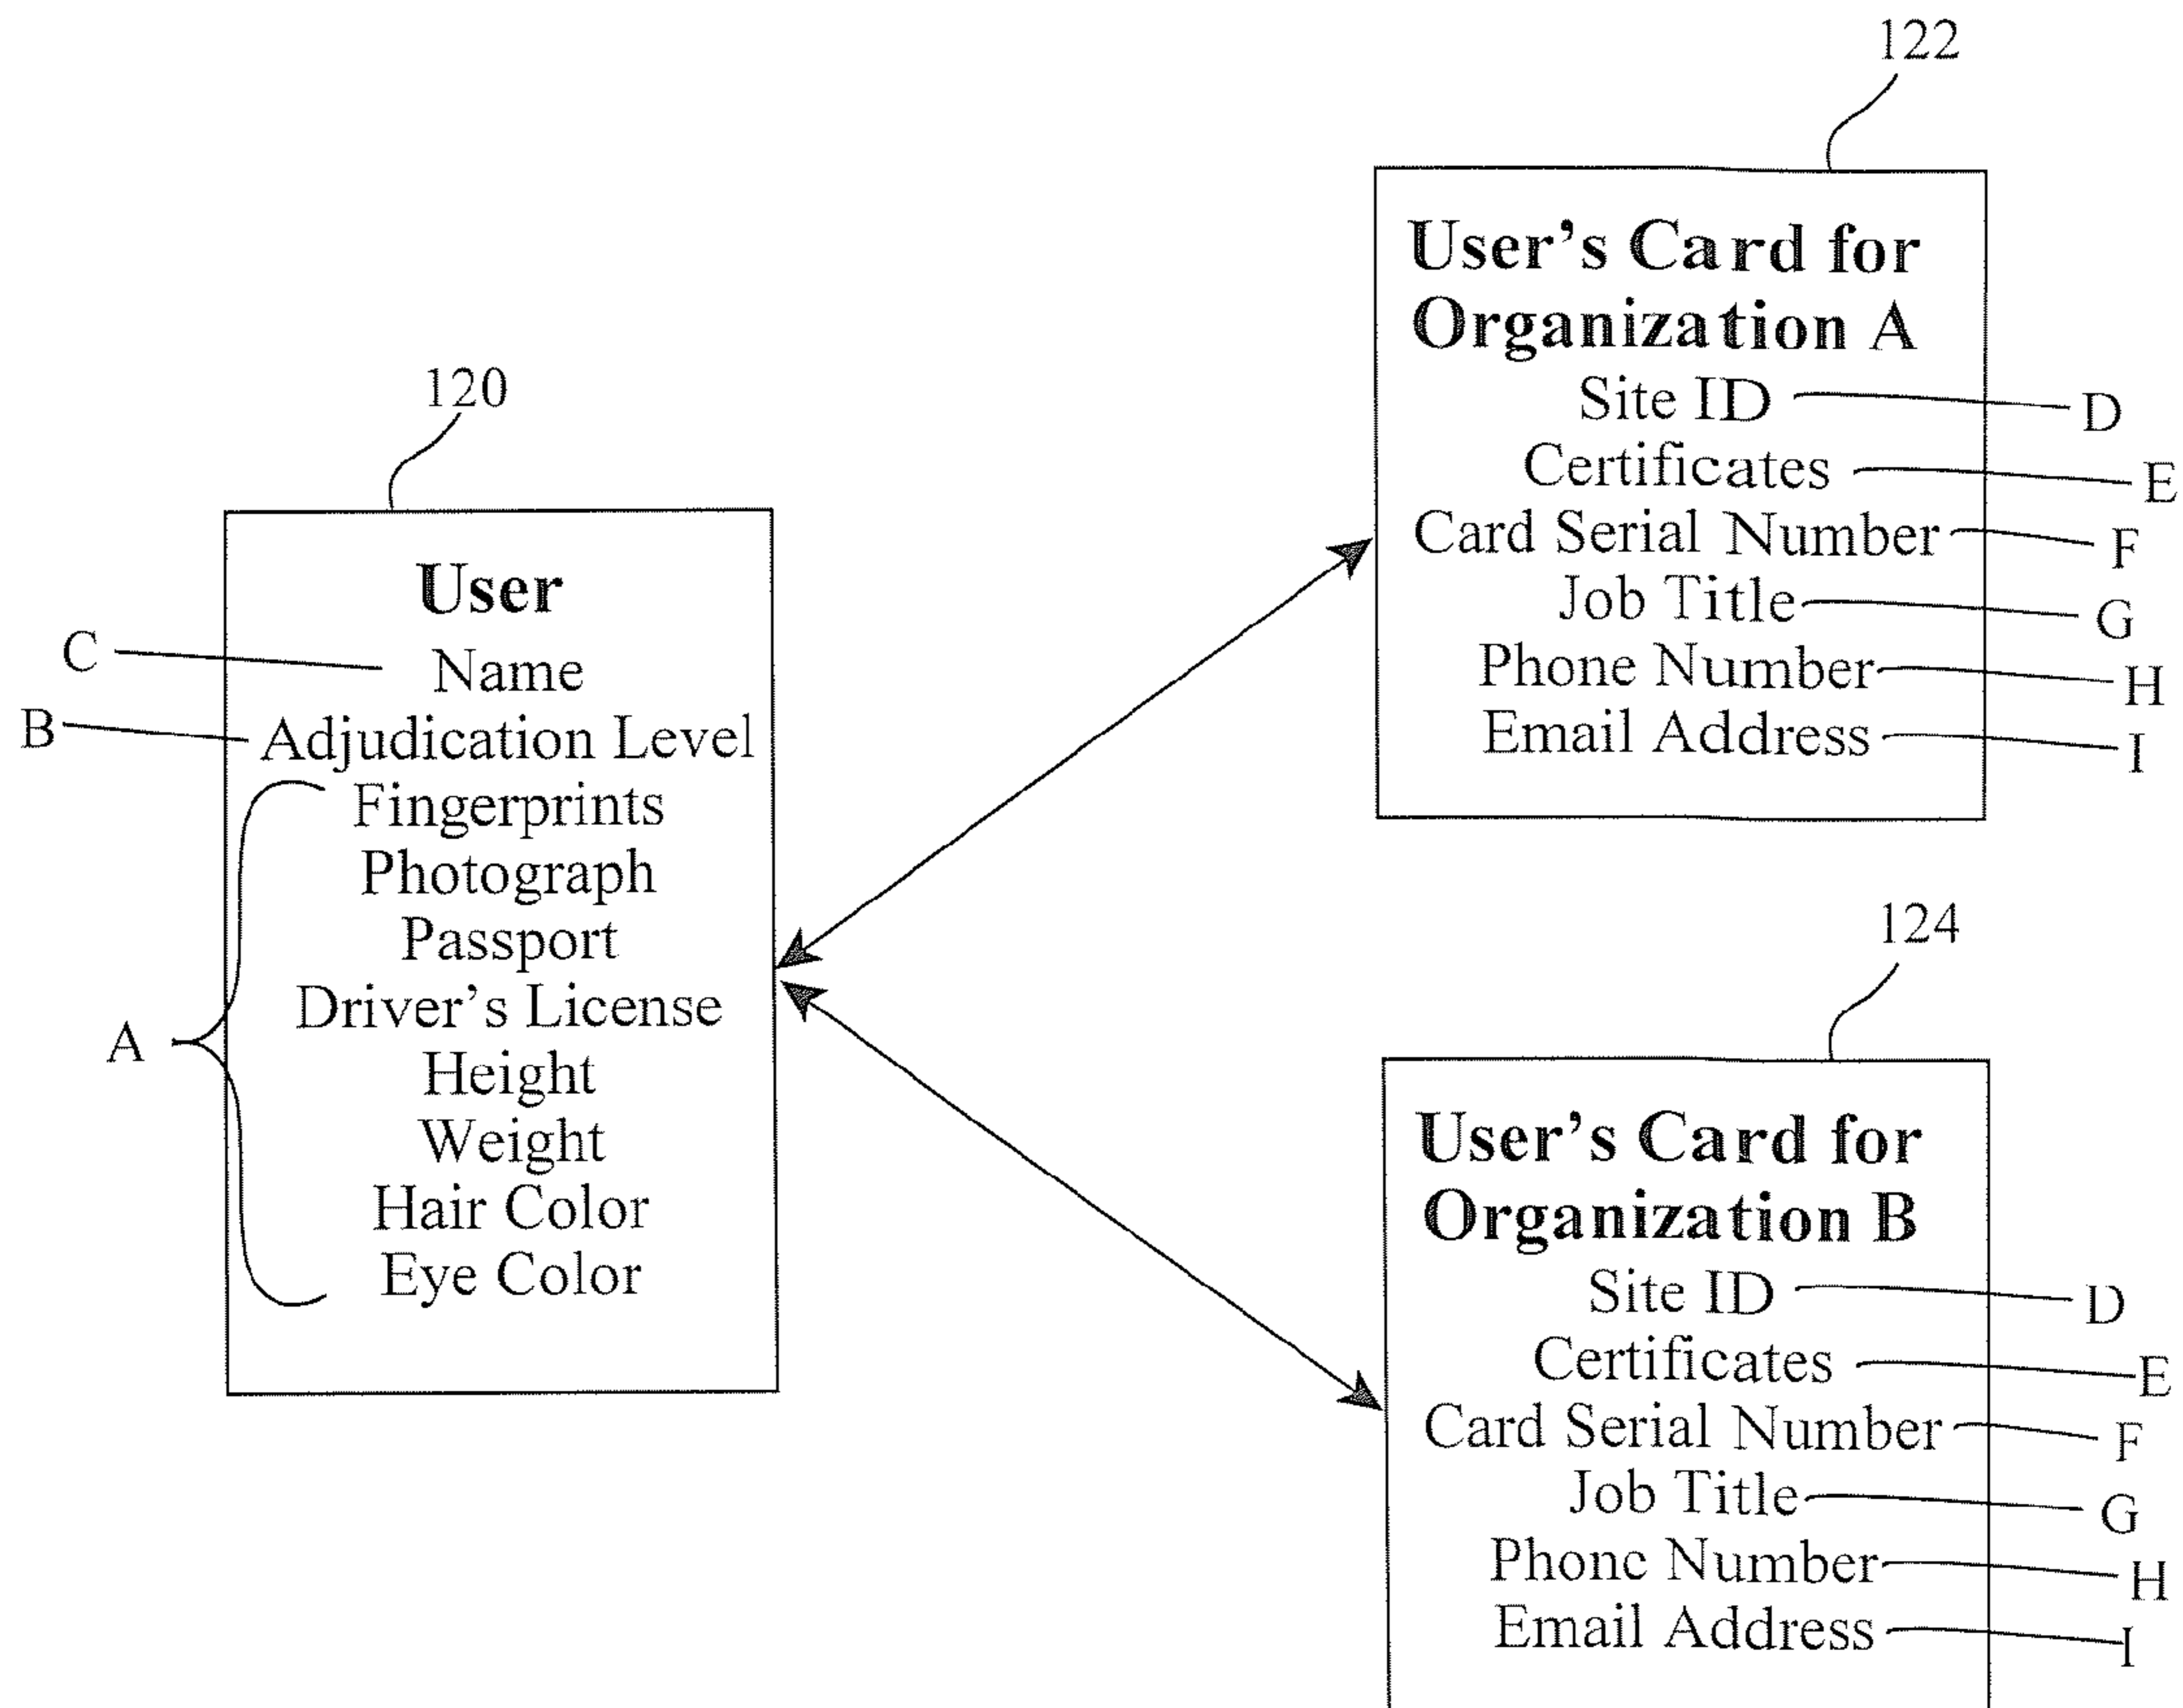 122
User's Card for
Organization A
Site ID D
Certificates E
Card Serial Number F
Job Title G
Phone Number H
Email Address I
120
User
C Name
B Adjudication Level
Fingerprints
Photograph
Passport
Driver's License
A
Height
Weight
Hair Color
Eye Color
124
User's Card for
Organization B
Site ID D
Certificates E
Card Serial Number F
Job Title G
Phone Number H
Email Address I